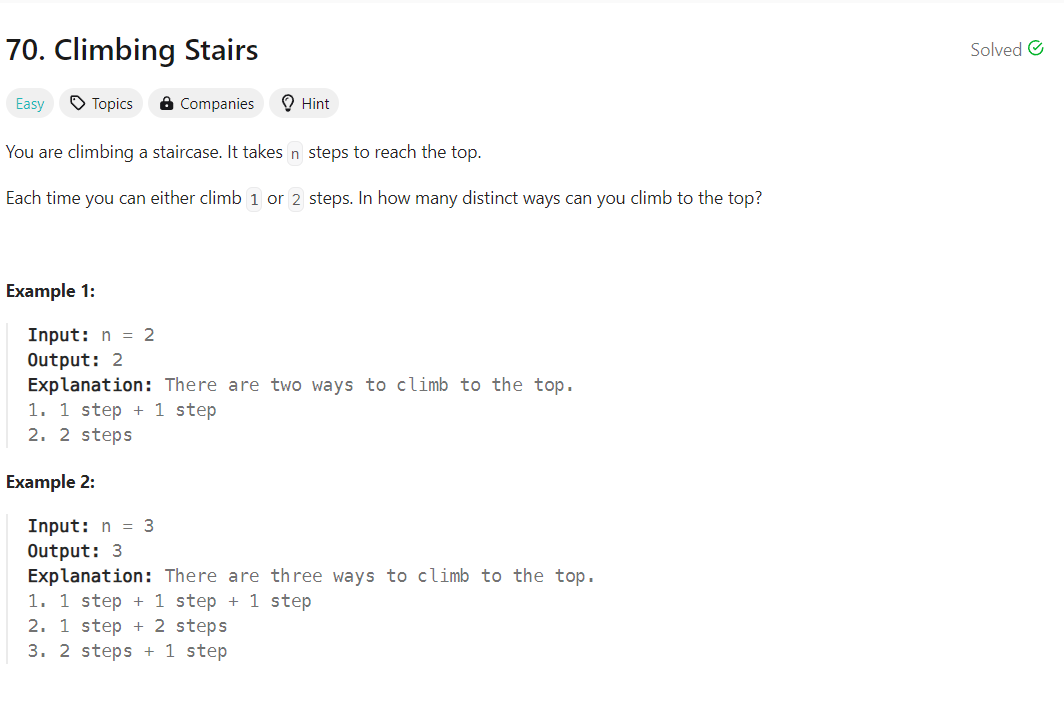 70. Climbing Stairs
Solved
Easy Topics Companies Hint
You are climbing a staircase. It takes n steps to reach the top.
Each time you can either climb 1 or 2 steps. In how many distinct ways can you climb to the top?
Example 1:
Input: n = 2
Output: 2
Explanation: There are two ways to climb to the top.
1. 1 step + 1 step
2. 2 steps
Example 2:
Input: n = 3
Output: 3
Explanation: There are three ways to climb to the top.
1. 1 step + 1 step + 1 step
2. 1 step + 2 steps
3. 2 steps + 1 step